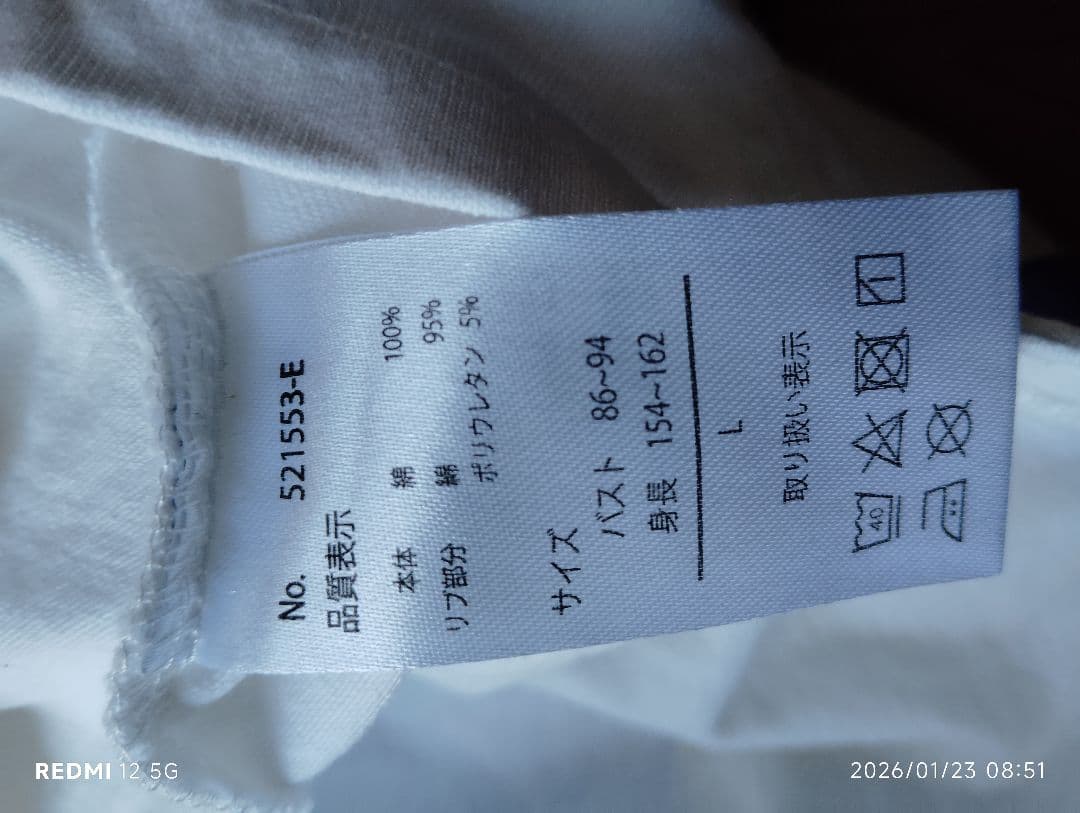 No. 521553-E
品質表示
本体 綿 100%
リブ部分 綿 95%
ポリウレタン 5%
サイズ
バスト 86~94
身長 154~162
L
取り扱い表示
40
REDMI 12 5G
2026/01/23 08:51